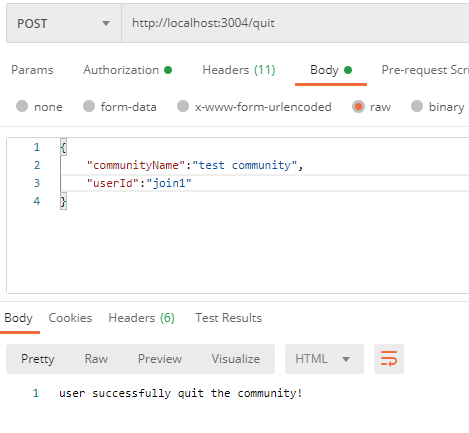 POST http://localhost:3004/quit
Params Authorization Headers (11) Body Pre-request Scri
none form-data x-www-form-urlencoded raw binary
1 {
2 "communityName":"test community",
3 "userId":"join1"
4 }
Body Cookies Headers (6) Test Results
Pretty Raw Preview Visualize HTML
1 user successfully quit the community!